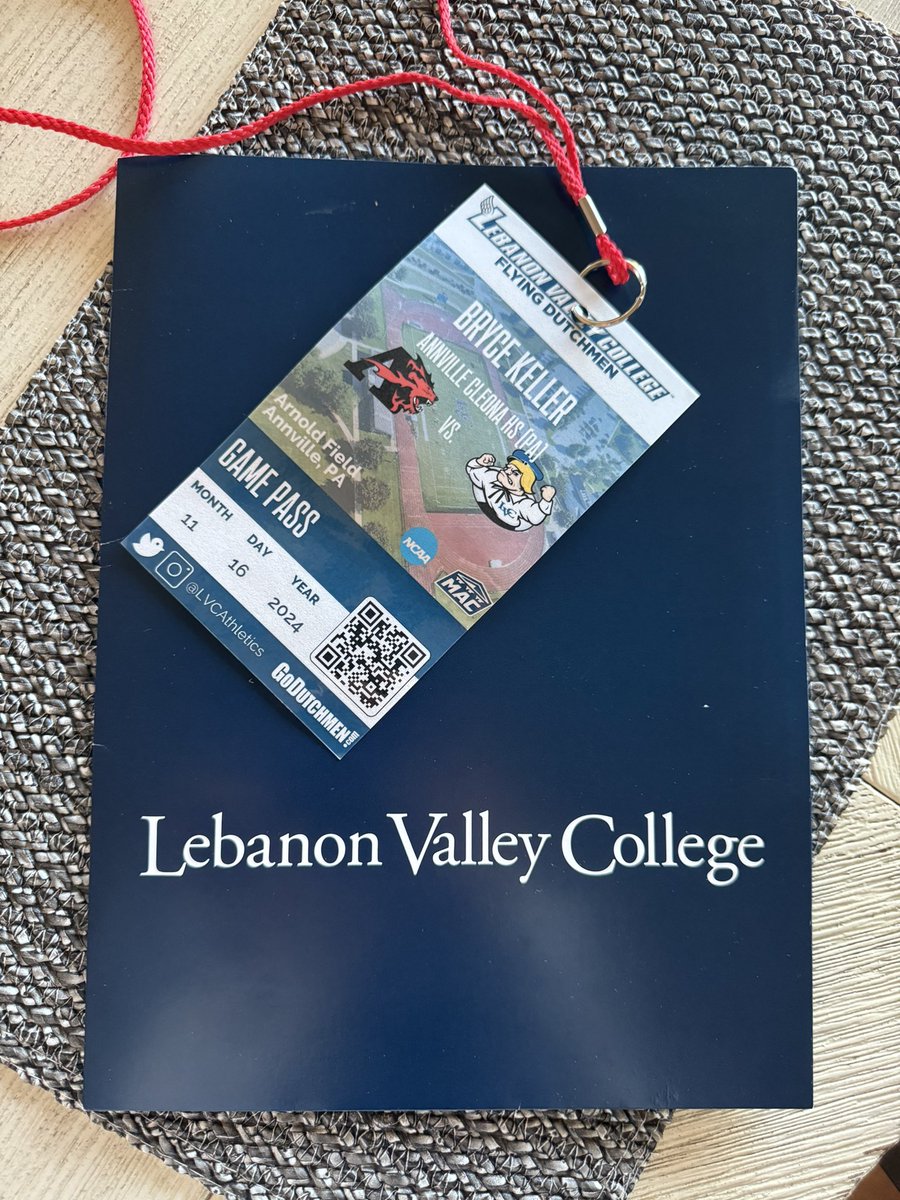 LEBANON VALLEY COLLEGE
FLYING DUTCHMEN
BRYCE KELLER
ANNVILLE CLEONA HS (PA)
VS.
A
LVC
Arnold Field
Annville, PA
NCAA
MAC
GAME PASS
MONTH DAY YEAR
11 16 2024
@LVCAthletics
GODUTCHMEN.com
Lebanon Valley College